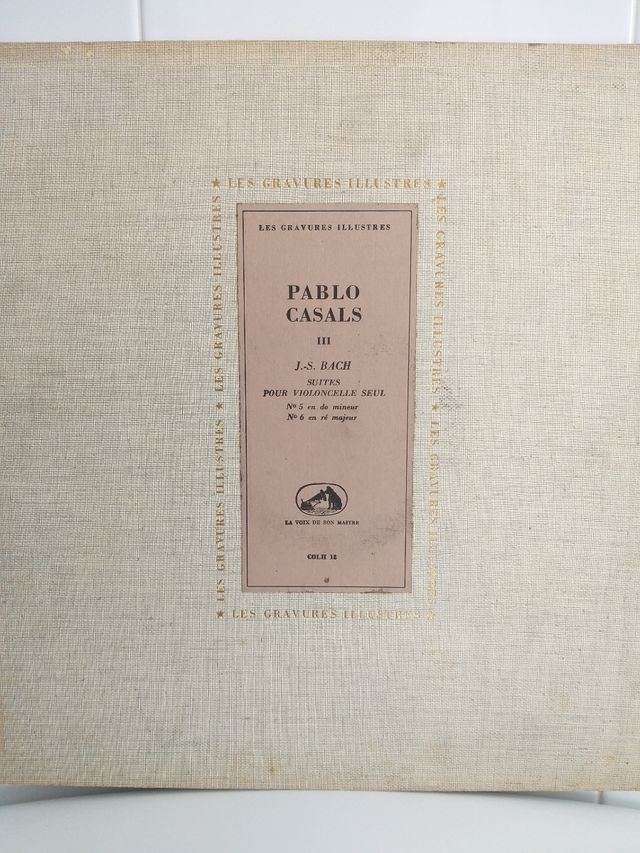 ★ LES GRAVURES ILLUSTRES ★
LES GRAVURES ILLUSTRES ★ LES GRAVURES ILLUSTRES
LES GRAVURES ILLUSTRES ★ LES GRAVURES
LES GRAVURES ILLUSTRES
PABLO
CASALS
III
J.-S. BACH
SUITES
POUR VIOLONCELLE SEUL
Nº 5 en do mineur
Nº 6 en ré majeur
LA VOIX DE SON MAITRE
COLH 18
★ LES GRAVURES ILLUSTRES ★